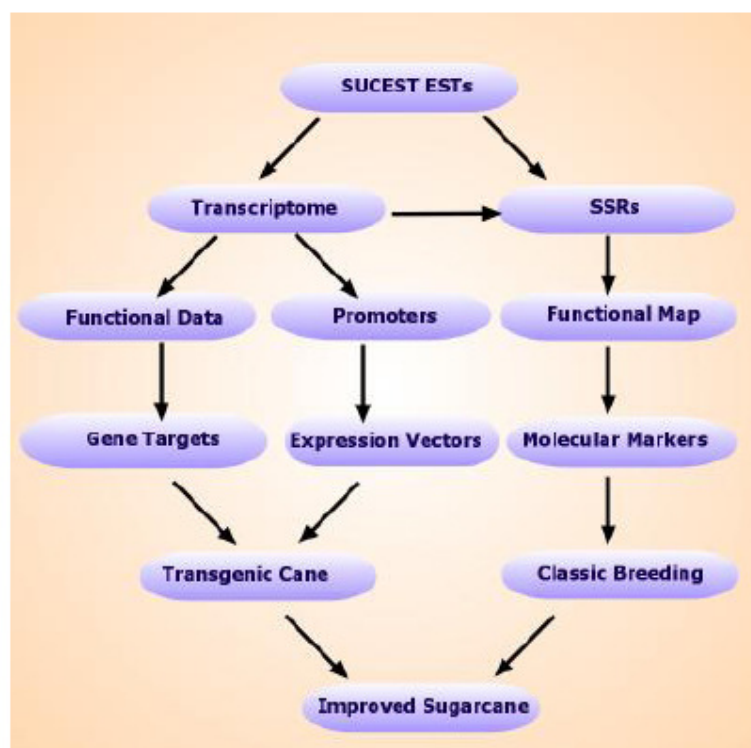 SUCEST ESTs
Transcriptome
SSRs
Functional Data
Promoters
Functional Map
Gene Targets
Expression Vectors
Molecular Markers
Transgenic Cane
Classic Breeding
Improved Sugarcane